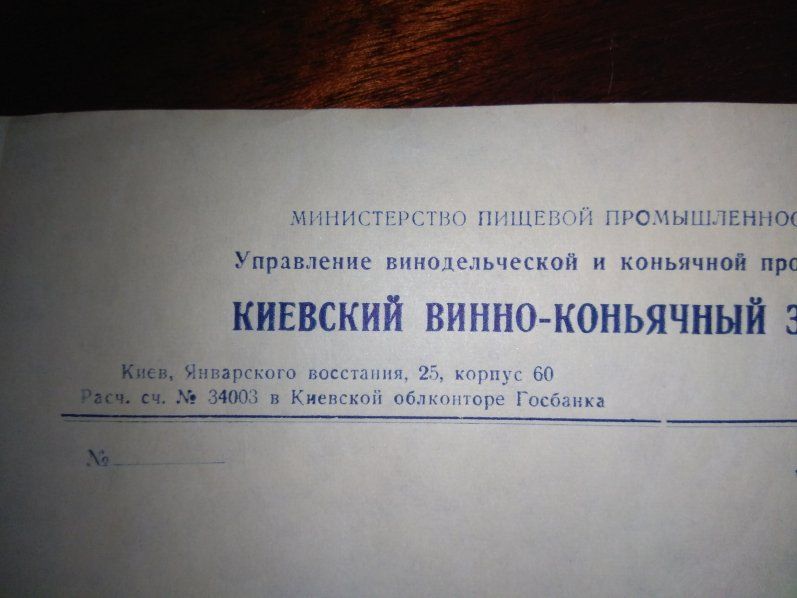 МИНИСТЕРСТВО ПИЩЕВОЙ ПРОМЫШЛЕННОС
Управление винодельческой и коньячной про
КИЕВСКИЙ ВИННО-КОНЬЯЧНЫЙ З
Киев, Январского восстания, 25, корпус 60
Расч. сч. № 34003 в Киевской облконторе Госбанка
№